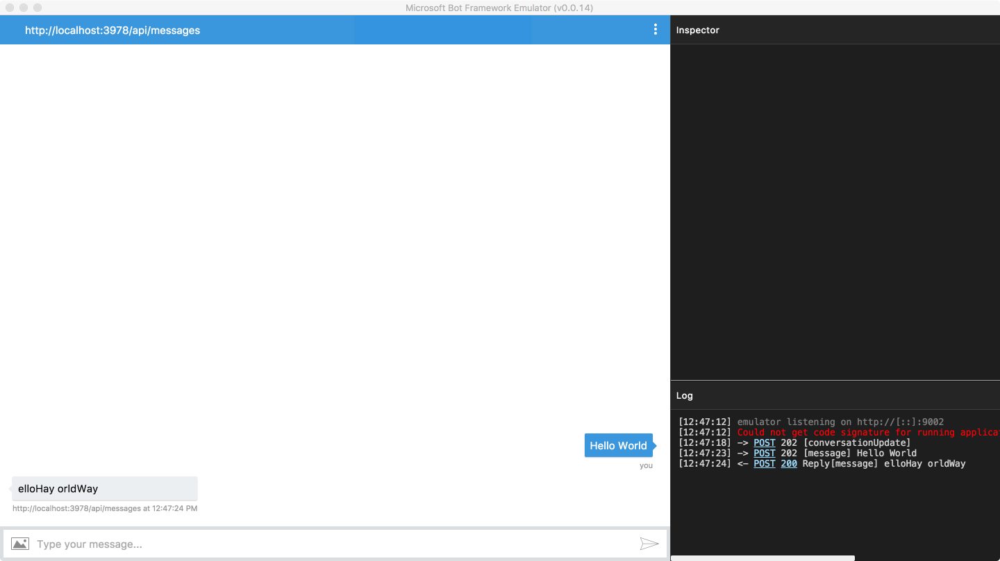 Microsoft Bot Framework Emulator (v0.0.14)
http://localhost:3978/api/messages
Hello World
you
elloHay orldWay
http://localhost:3978/api/messages at 12:47:24 PM
Type your message...
Inspector
Log
[12:47:12] emulator listening on http://[::]:9002
[12:47:12] Could not get code signature for running applica
[12:47:18] -> POST 202 [conversationUpdate]
[12:47:23] -> POST 202 [message] Hello World
[12:47:24] <- POST 200 Reply[message] elloHay orldWay